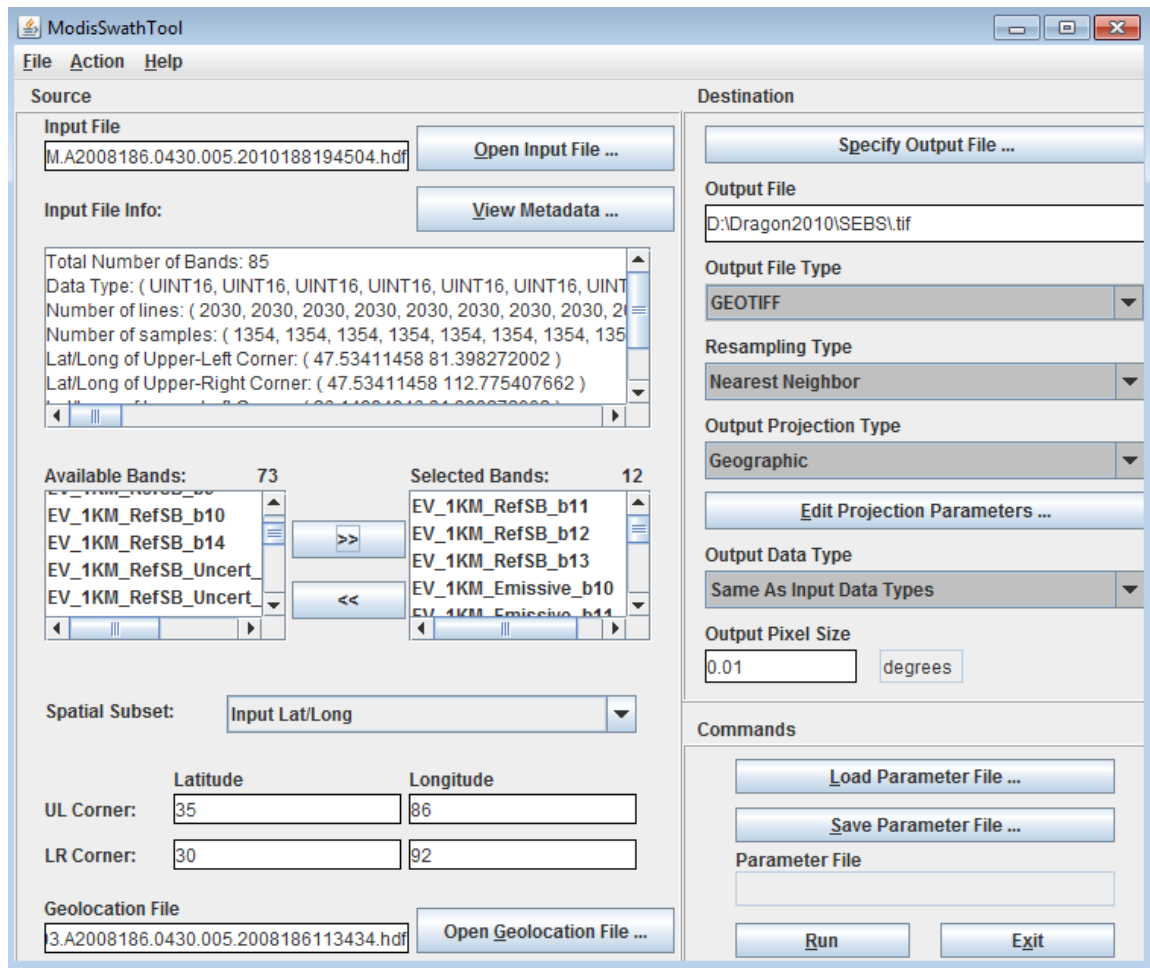 ModisSwathTool
File Action Help
Source
Input File
M.A2008186.0430.005.2010188194504.hdf
Open Input File ...
Input File Info:
View Metadata ...
Total Number of Bands: 85
Data Type: ( UINT16, UINT16, UINT16, UINT16, UINT16, UINT16, UINT
Number of lines: ( 2030, 2030, 2030, 2030, 2030, 2030, 2030, 2030, 2
Number of samples: ( 1354, 1354, 1354, 1354, 1354, 1354, 1354, 135
Lat/Long of Upper-Left Corner: ( 47.53411458 81.398272002 )
Lat/Long of Upper-Right Corner: ( 47.53411458 112.775407662 )
Available Bands: 73
EV_1KM_RefSB_b10
EV_1KM_RefSB_b14
EV_1KM_RefSB_Uncert_
EV_1KM_RefSB_Uncert_
>>
<<
Selected Bands: 12
EV_1KM_RefSB_b11
EV_1KM_RefSB_b12
EV_1KM_RefSB_b13
EV_1KM_Emissive_b10
EV_1KM_Emissive_b11
Spatial Subset: Input Lat/Long
Latitude Longitude
UL Corner: 35 86
LR Corner: 30 92
Geolocation File
3.A2008186.0430.005.2008186113434.hdf
Open Geolocation File ...
Destination
Specify Output File ...
Output File
D:\Dragon2010\SEBS\.tif
Output File Type
GEOTIFF
Resampling Type
Nearest Neighbor
Output Projection Type
Geographic
Edit Projection Parameters ...
Output Data Type
Same As Input Data Types
Output Pixel Size
0.01 degrees
Commands
Load Parameter File ...
Save Parameter File ...
Parameter File
Run Exit